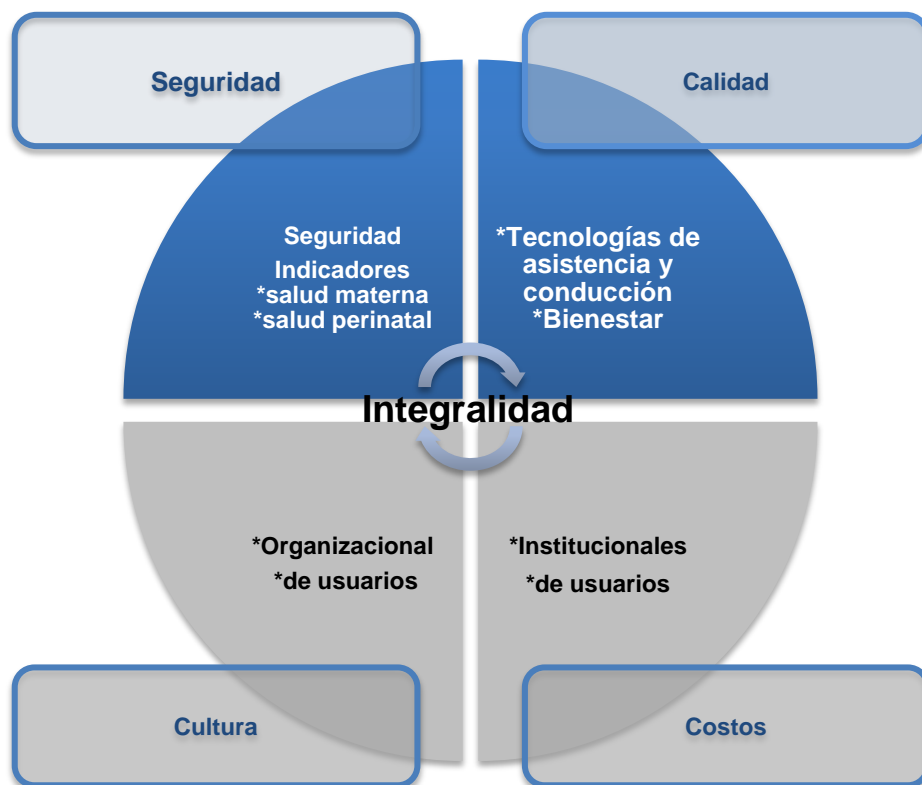 Seguridad
Calidad
Seguridad
Indicadores
*salud materna
*salud perinatal
*Tecnologías de
asistencia y
conducción
*Bienestar
Integralidad
*Organizacional
*de usuarios
*Institucionales
*de usuarios
Cultura
Costos